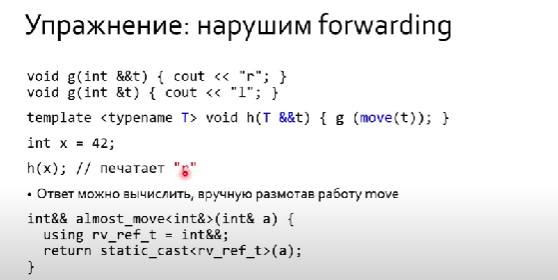 Упражнение: нарушим forwarding
void g(int &&t) { cout << "r"; }
void g(int &t) { cout << "l"; }
template <typename T> void h(T &&t) { g (move(t)); }
int x = 42;
h(x); // печатает "r"
• Ответ можно вычислить, вручную размотав работу move
int&& almost_move<int&>(int& a) {
using rv_ref_t = int&&;
return static_cast<rv_ref_t>(a);
}